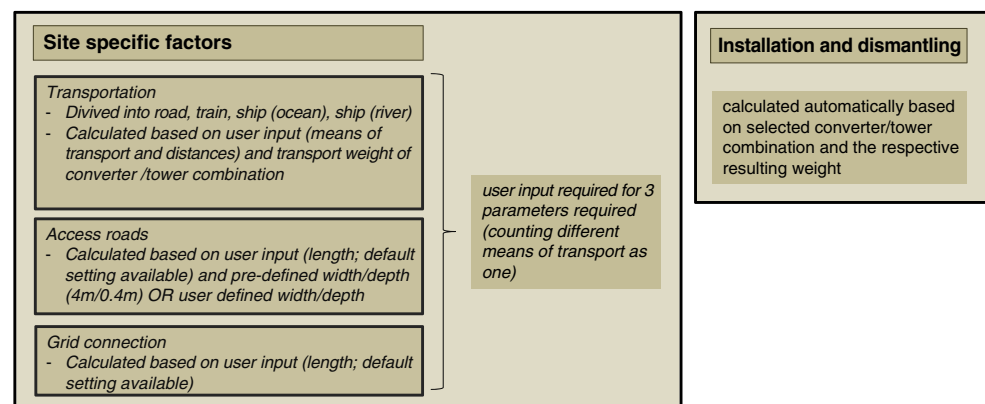 Site specific factors
Transportation
- Divived into road, train, ship (ocean), ship (river)
- Calculated based on user input (means of
transport and distances) and transport weight of
converter /tower combination
Access roads
- Calculated based on user input (length; default
setting available) and pre-defined width/depth
(4m/0.4m) OR user defined width/depth
Grid connection
- Calculated based on user input (length; default
setting available)
user input required for 3
parameters required
(counting different
means of transport as
one)
Installation and dismantling
calculated automatically based
on selected converter/tower
combination and the respective
resulting weight